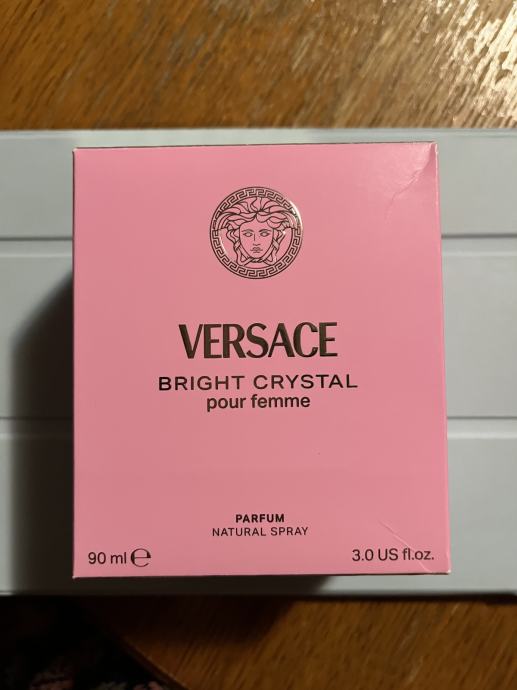 VERSACE
BRIGHT CRYSTAL
pour femme
PARFUM
NATURAL SPRAY
90 ml ℮ 3.0 US fl.oz.